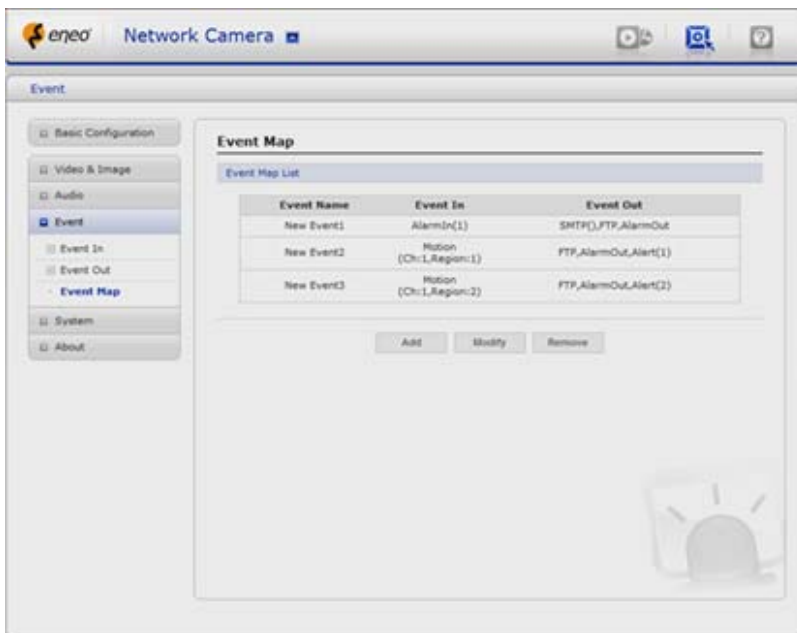 eneo Network Camera
Event
Basic Configuration
Video & Image
Audio
Event
Event In
Event Out
Event Map
System
About
Event Map
Event Map List
Event Name Event In Event Out
New Event1 AlarmIn(1) SMTP(),FTP,AlarmOut
New Event2 Motion (Ch:1,Region:1) FTP,AlarmOut,Alert(1)
New Event3 Motion (Ch:1,Region:2) FTP,AlarmOut,Alert(2)
Add Modify Remove